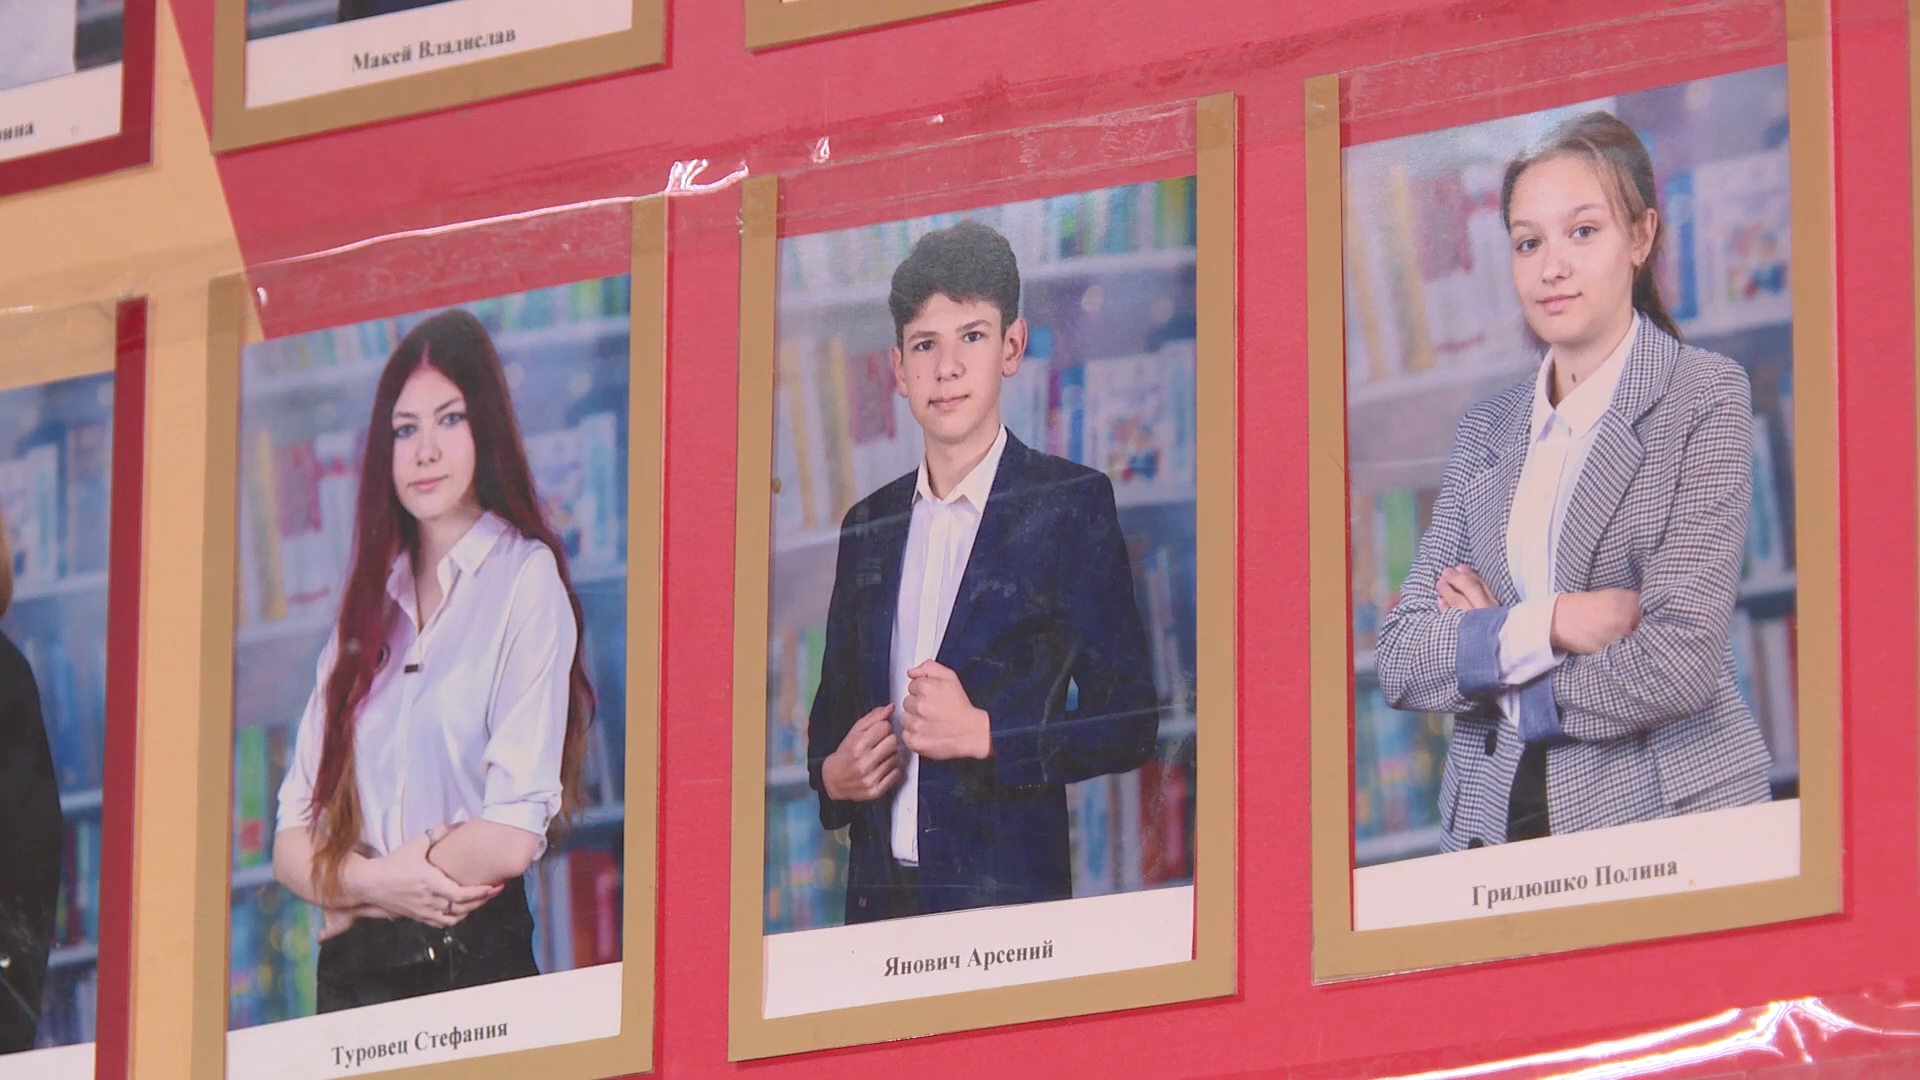 Макей Владислав
Туровец Стефания
Янович Арсений
Гридюшко Полина